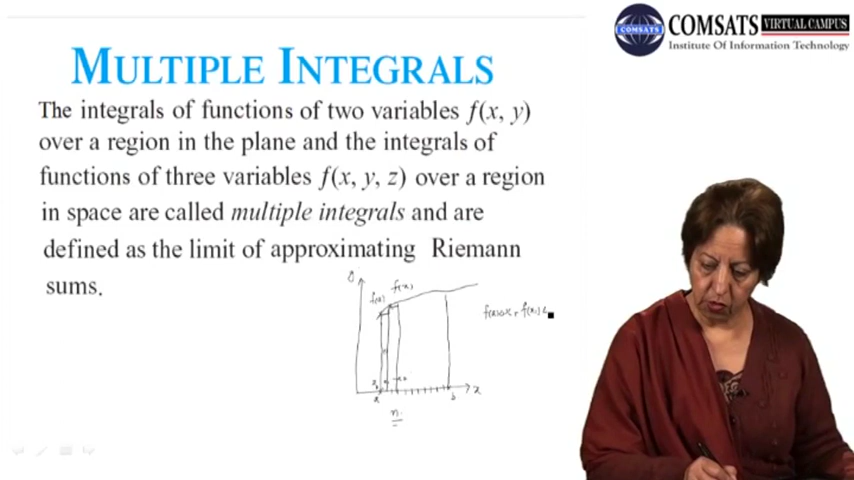 COMSATS VIRTUAL CAMPUS
Institute Of Information Technology
MULTIPLE INTEGRALS
The integrals of functions of two variables f(x, y)
over a region in the plane and the integrals of
functions of three variables f(x, y, z) over a region
in space are called multiple integrals and are
defined as the limit of approximating Riemann
sums.
f(x)
a
b
x
n